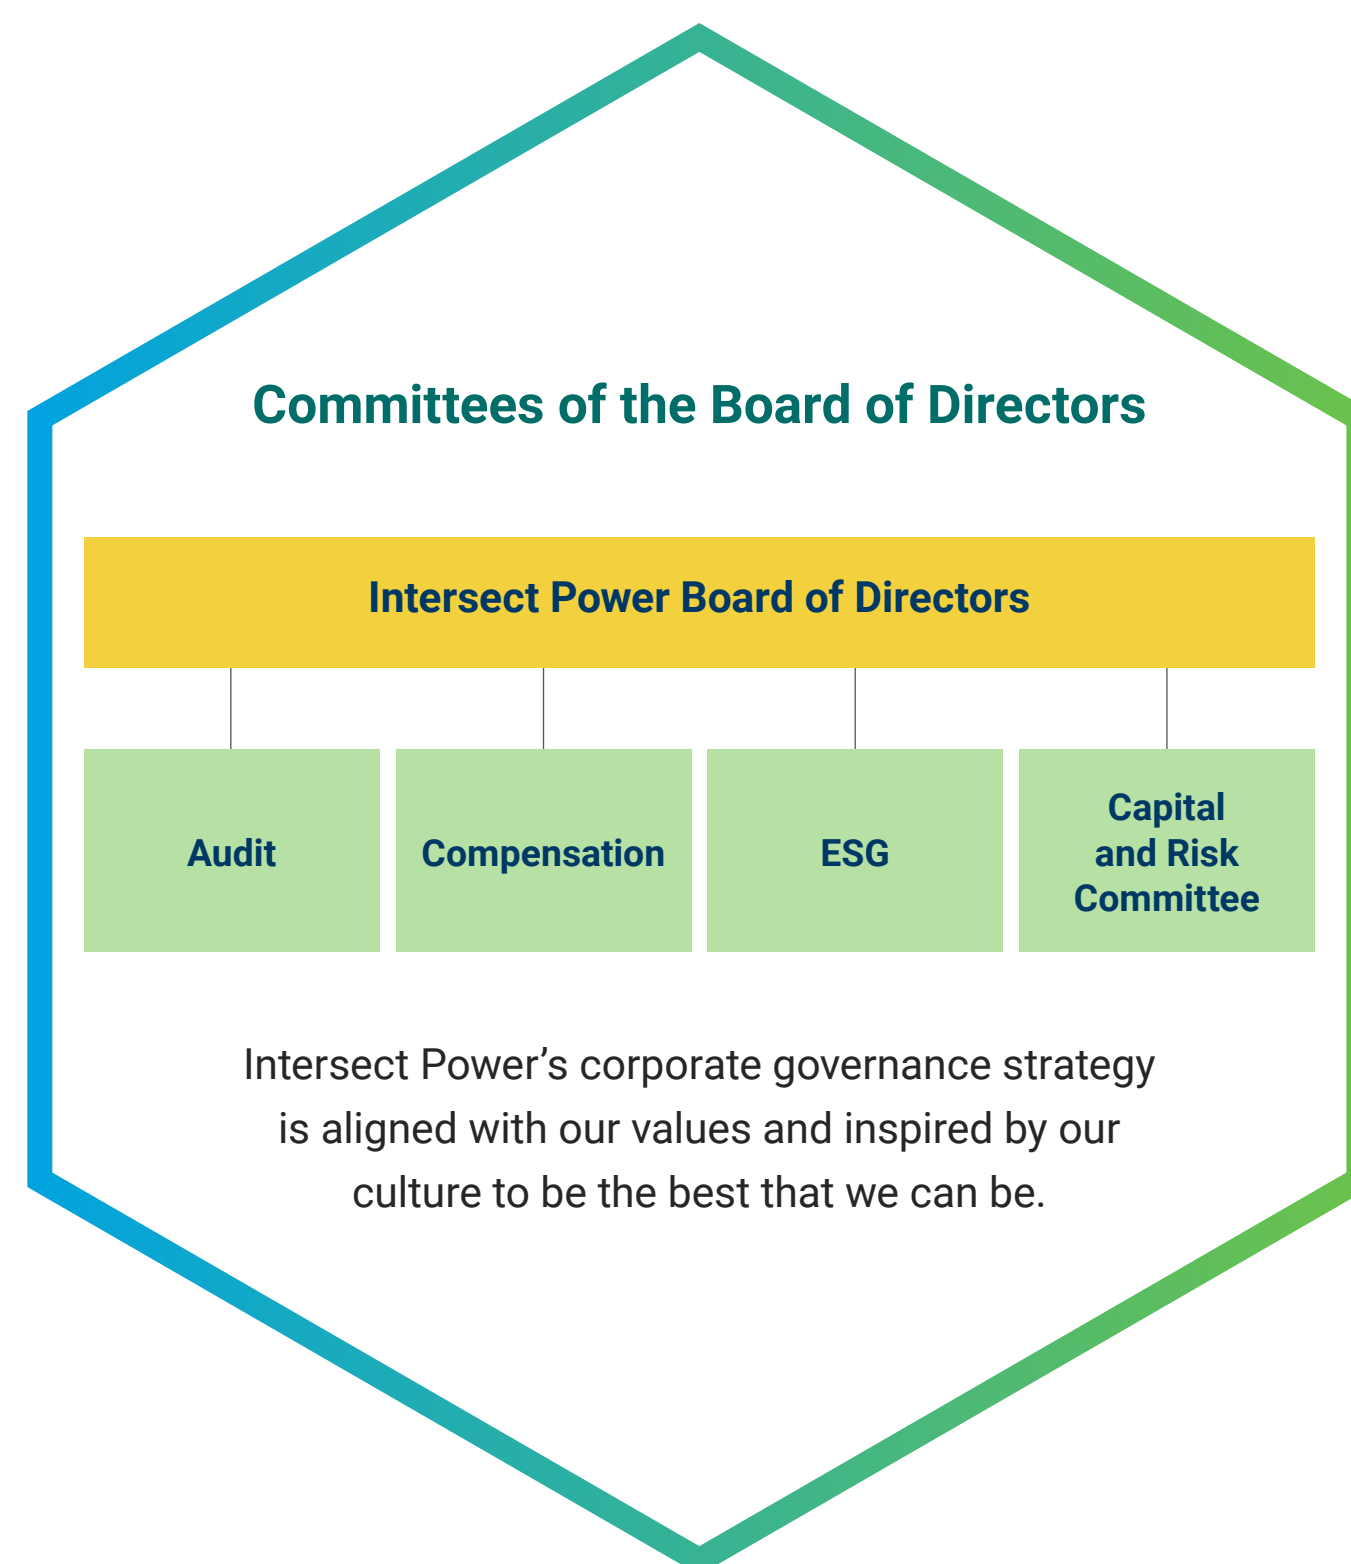 Committees of the Board of Directors
Intersect Power Board of Directors
Audit
Compensation
ESG
Capital
and Risk
Committee
Intersect Power’s corporate governance strategy
is aligned with our values and inspired by our
culture to be the best that we can be.